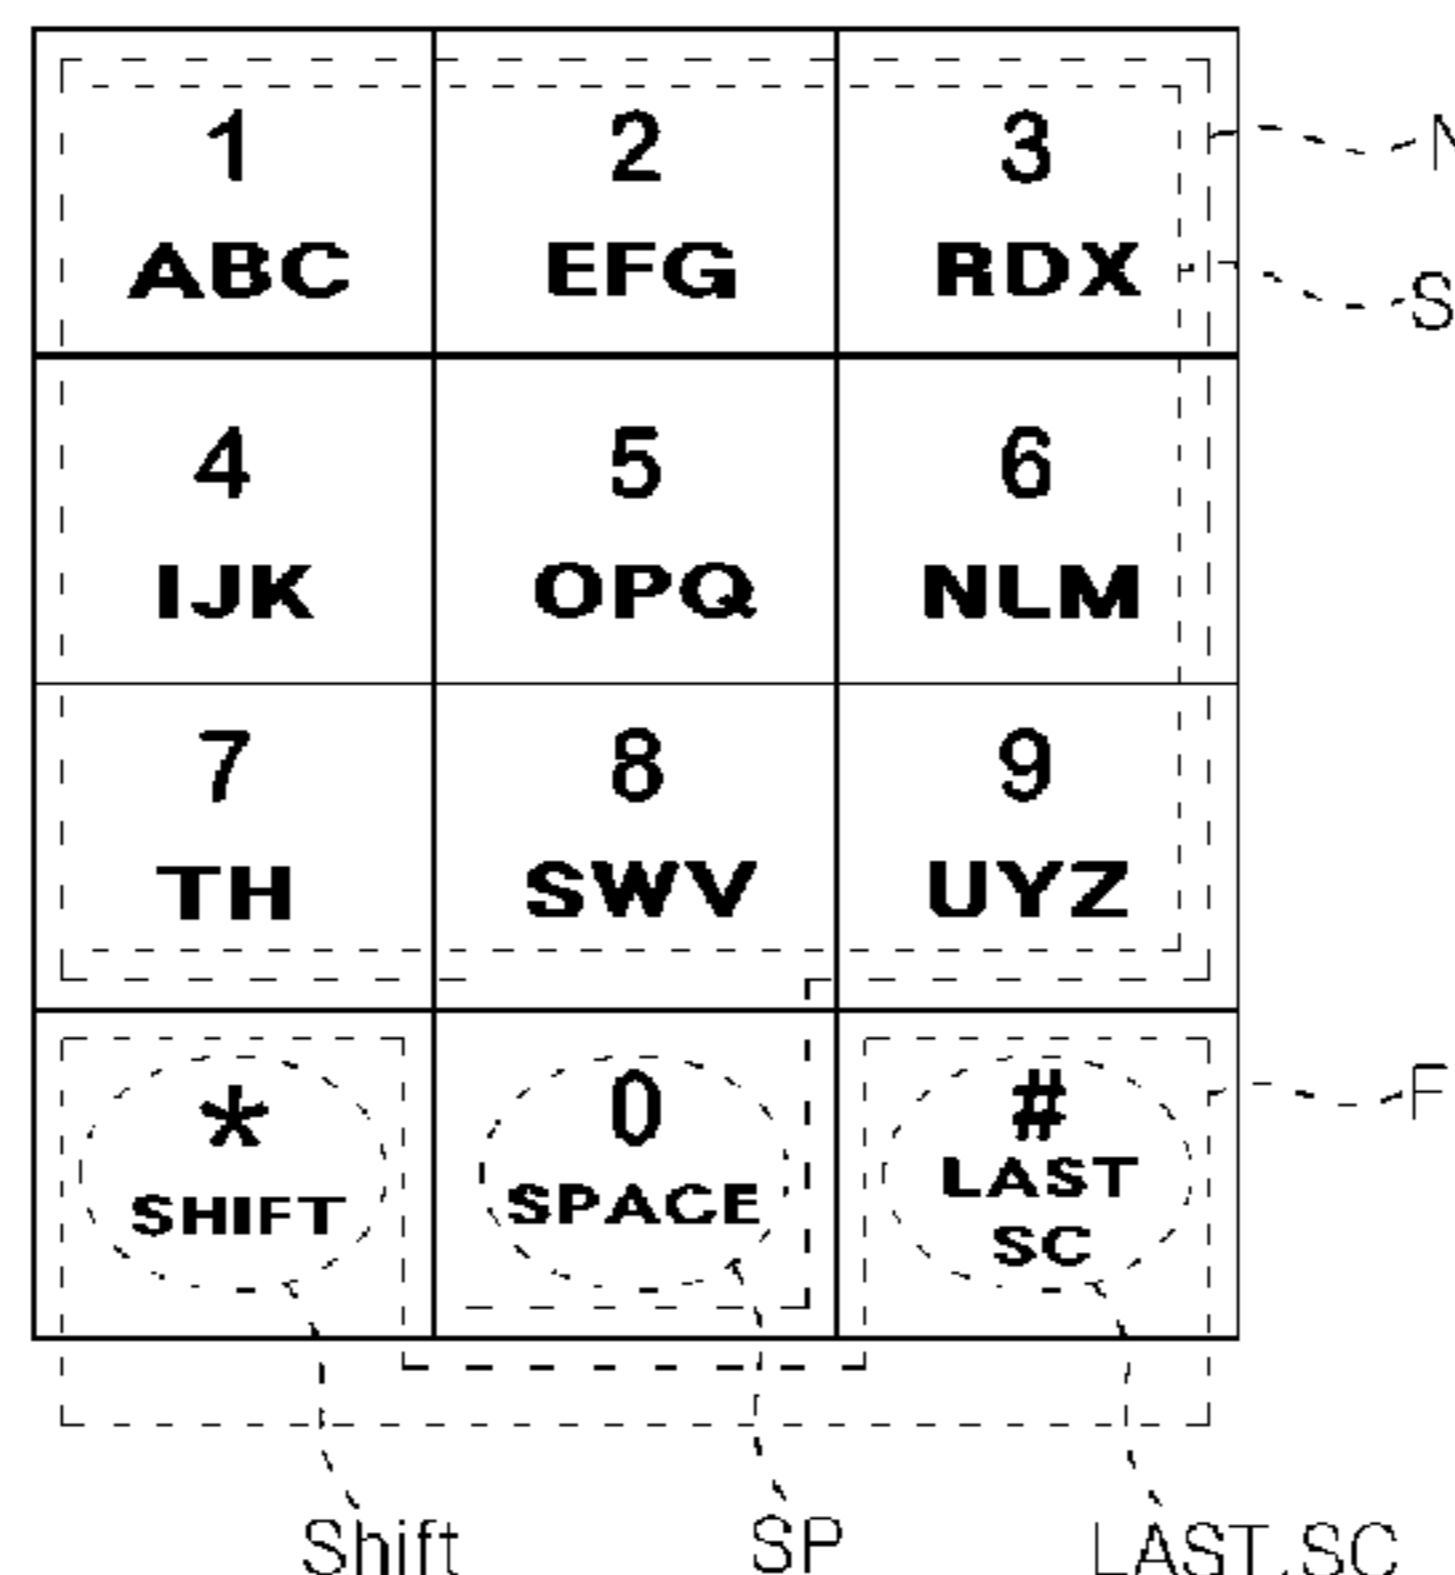 1 2 3
ABC EFG RDX
4 5 6
IJK OPQ NLM
7 8 9
TH SWV UYZ
* 0 #
SHIFT SPACE LAST SC
N
S
F
Shift SP LAST.SC